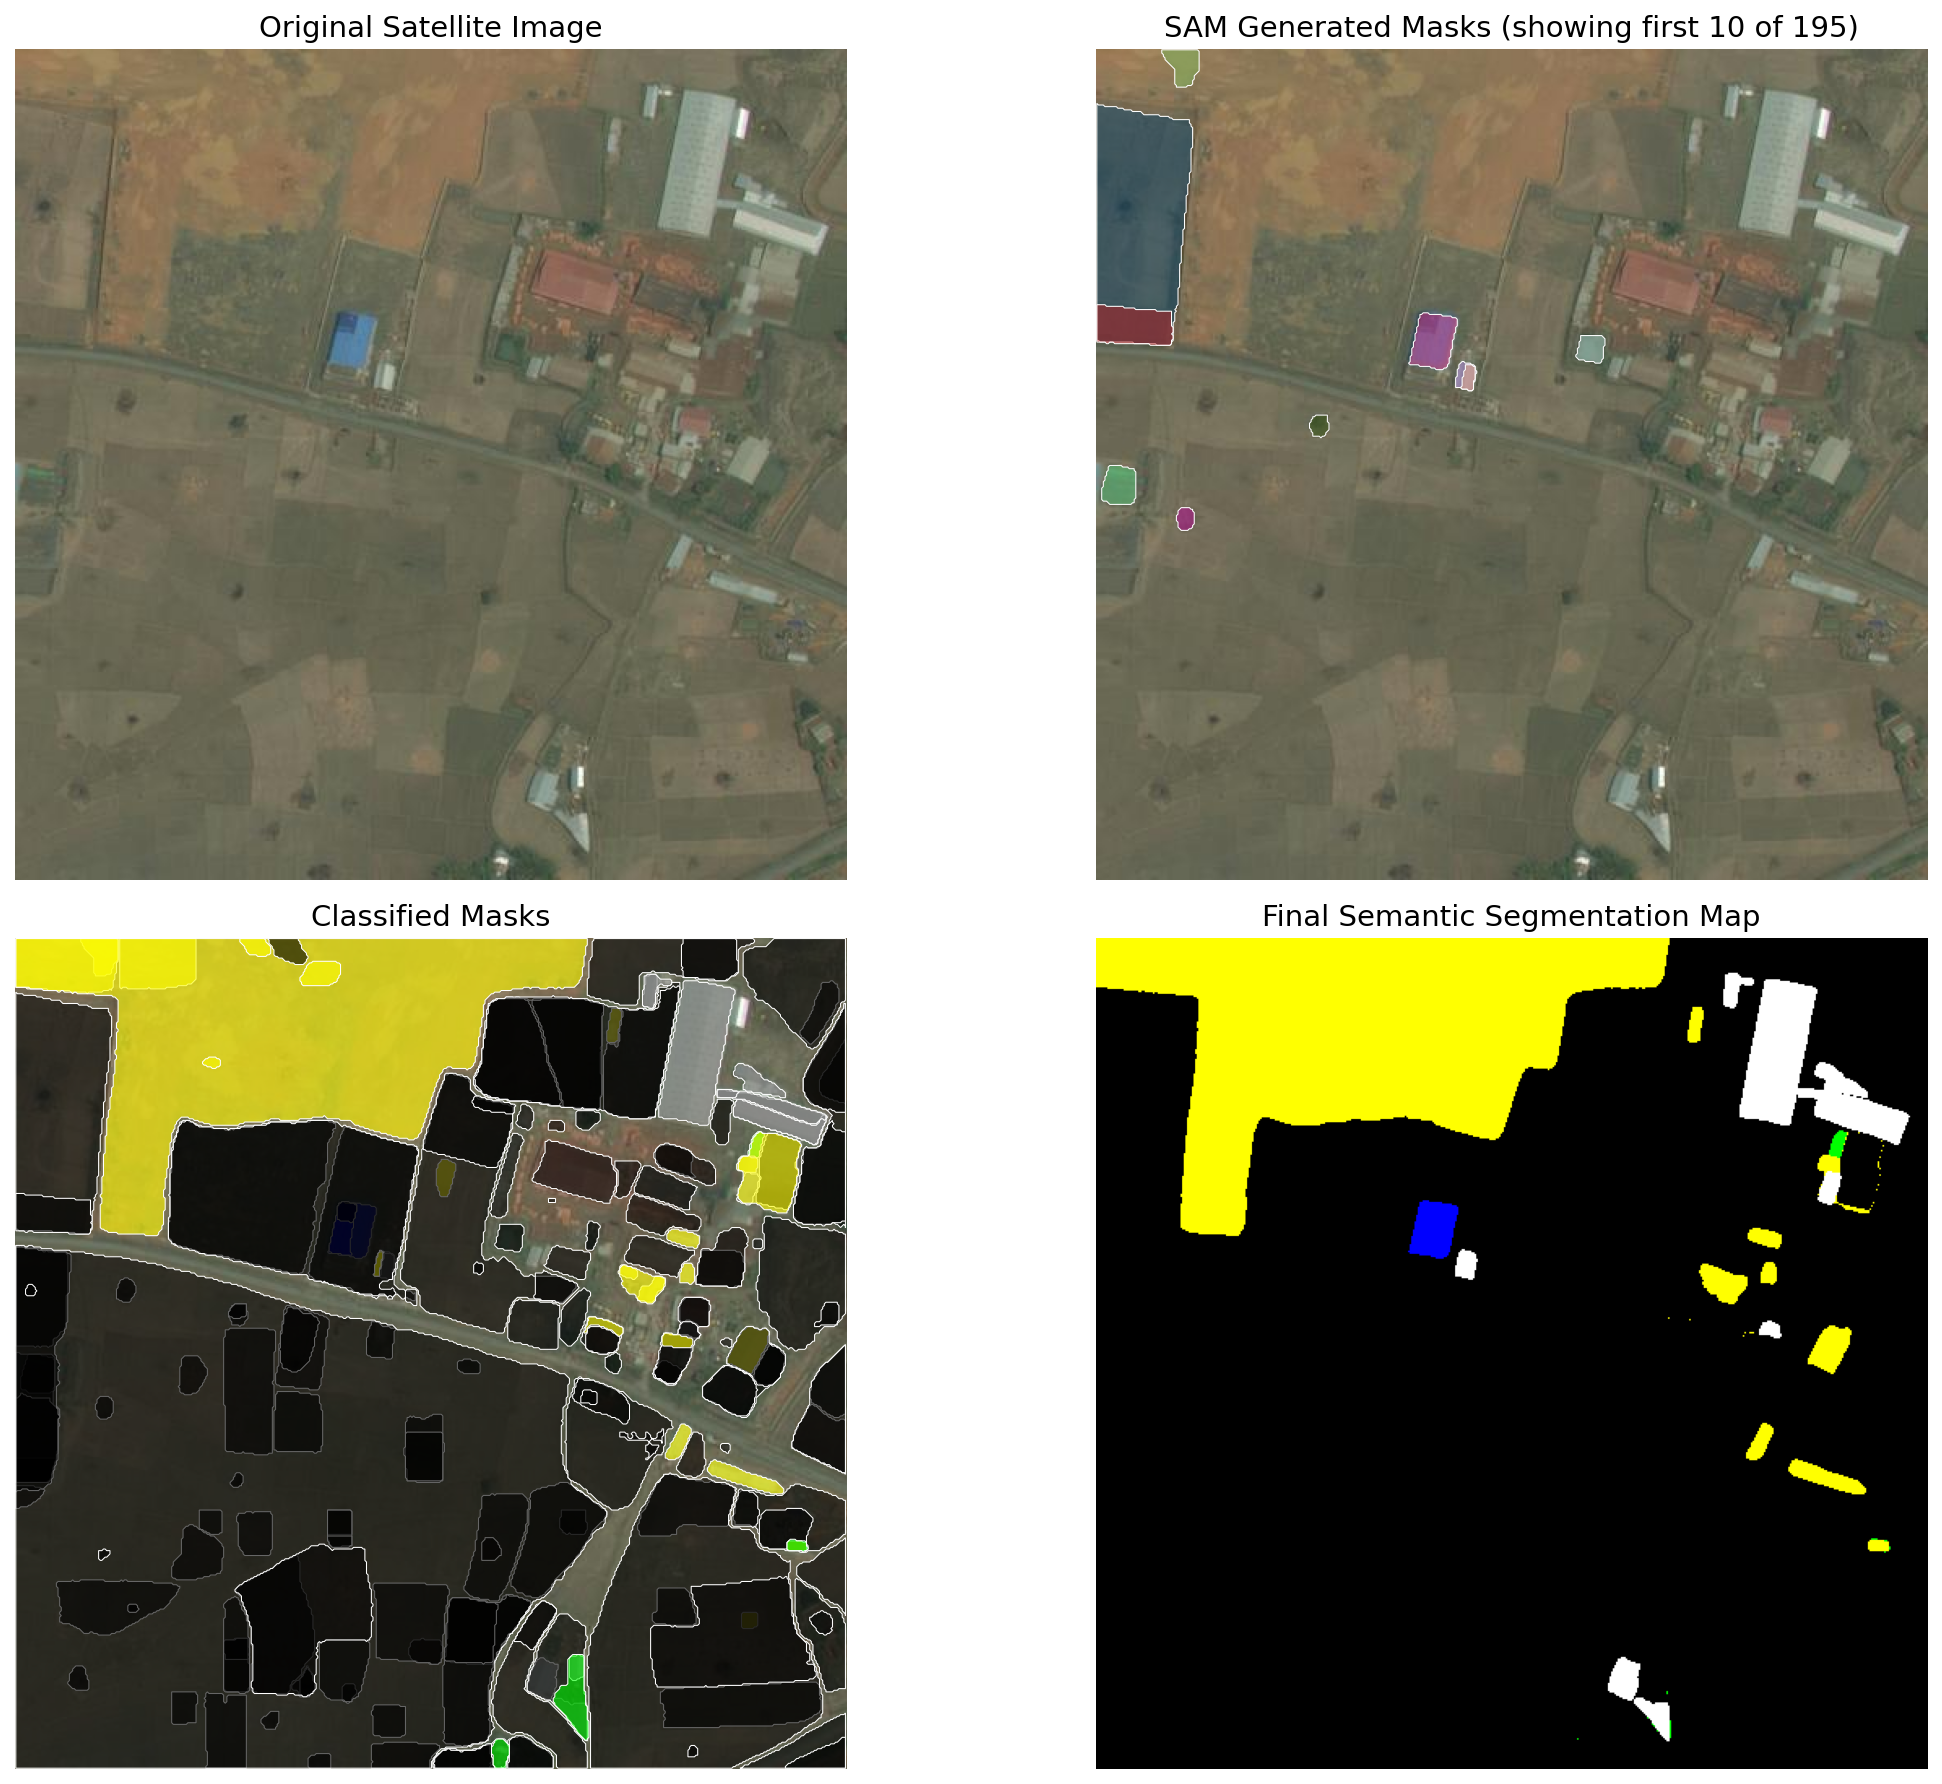 Original Satellite Image
SAM Generated Masks (showing first 10 of 195)
Classified Masks
Final Semantic Segmentation Map